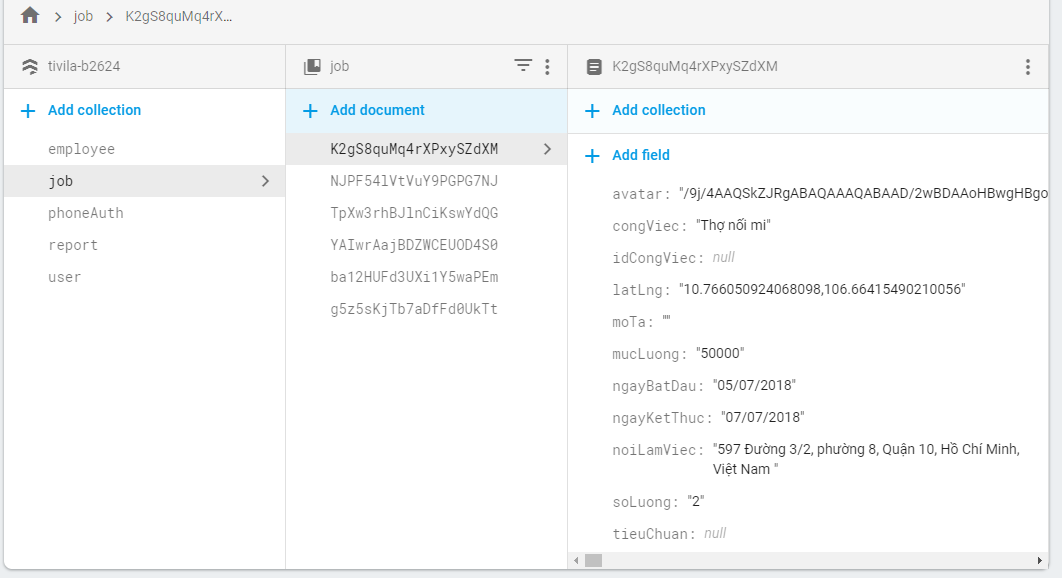 job K2gS8quMq4rX...
tivila-b2624
Add collection
employee
job
phoneAuth
report
user
job
Add document
K2gS8quMq4rXPxySZdXM
NJPF54lVtVuY9PGPG7NJ
TpXw3rhBJlnCiKswYdQG
YAIwrAajBDZWCEUOD4S0
ba12HUFd3UXi1Y5waPEm
g5z5sKjTb7aDfFd0UkTt
K2gS8quMq4rXPxySZdXM
Add collection
Add field
avatar: "/9j/4AAQSkZJRgABAQAAAQABAAD/2wBDAAoHBwgHBgo
congViec: "Thợ nối mi"
idCongViec: null
latLng: "10.766050924068098,106.66415490210056"
moTa: ""
mucLuong: "50000"
ngayBatDau: "05/07/2018"
ngayKetThuc: "07/07/2018"
noiLamViec: "597 Đường 3/2, phường 8, Quận 10, Hồ Chí Minh,
Việt Nam "
soLuong: "2"
tieuChuan: null